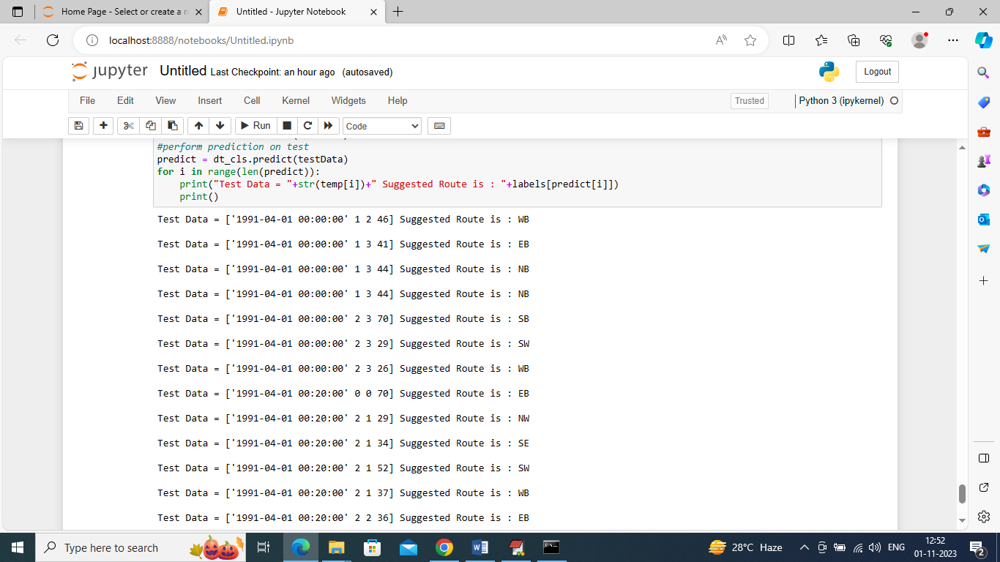 Home Page - Select or create a n
Untitled - Jupyter Notebook
localhost:8888/notebooks/Untitled.ipynb
jupyter Untitled Last Checkpoint: an hour ago (autosaved)
Logout
File Edit View Insert Cell Kernel Widgets Help
Trusted Python 3 (ipykernel)
Run Code
#perform prediction on test
predict = dt_cls.predict(testData)
for i in range(len(predict)):
    print("Test Data = "+str(temp[i])+" Suggested Route is : "+labels[predict[i]])
    print()
Test Data = ['1991-04-01 00:00:00' 1 2 46] Suggested Route is : WB
Test Data = ['1991-04-01 00:00:00' 1 3 41] Suggested Route is : EB
Test Data = ['1991-04-01 00:00:00' 1 3 44] Suggested Route is : NB
Test Data = ['1991-04-01 00:00:00' 1 3 44] Suggested Route is : NB
Test Data = ['1991-04-01 00:00:00' 2 3 70] Suggested Route is : SB
Test Data = ['1991-04-01 00:00:00' 2 3 29] Suggested Route is : SW
Test Data = ['1991-04-01 00:00:00' 2 3 26] Suggested Route is : WB
Test Data = ['1991-04-01 00:20:00' 0 0 70] Suggested Route is : EB
Test Data = ['1991-04-01 00:20:00' 2 1 29] Suggested Route is : NW
Test Data = ['1991-04-01 00:20:00' 2 1 34] Suggested Route is : SE
Test Data = ['1991-04-01 00:20:00' 2 1 52] Suggested Route is : SW
Test Data = ['1991-04-01 00:20:00' 2 1 37] Suggested Route is : WB
Test Data = ['1991-04-01 00:20:00' 2 2 36] Suggested Route is : EB
Type here to search
28°C Haze
ENG
12:52
01-11-2023
2